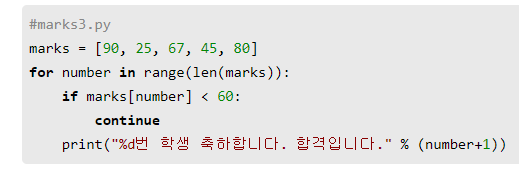 #marks3.py
marks = [90, 25, 67, 45, 80]
for number in range(len(marks)):
    if marks[number] < 60:
        continue
    print("%d번 학생 축하합니다. 합격입니다." % (number+1))